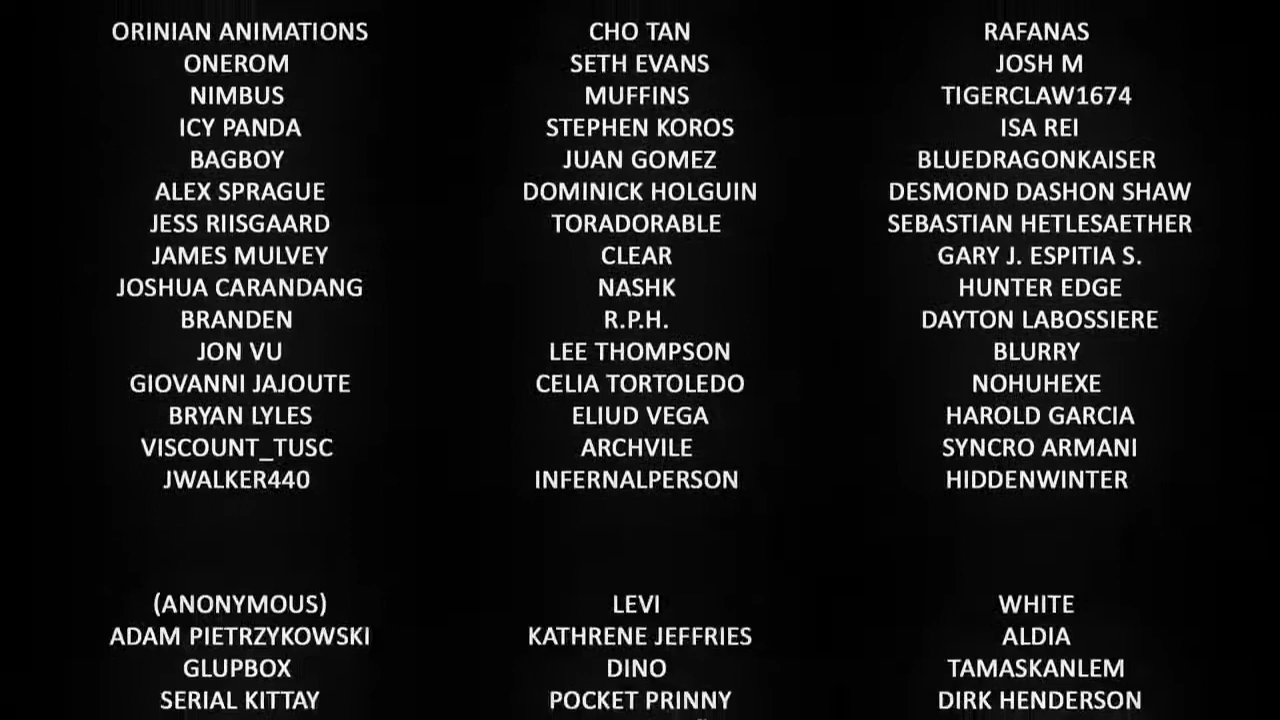 ORINIAN ANIMATIONS CHO TAN RAFANAS
ONEROM SETH EVANS JOSH M
NIMBUS MUFFINS TIGERCLAW1674
ICY PANDA STEPHEN KOROS ISA REI
BAGBOY JUAN GOMEZ BLUEDRAGONKAISER
ALEX SPRAGUE DOMINICK HOLGUIN DESMOND DASHON SHAW
JESS RIISGAARD TORADORABLE SEBASTIAN HETLESAETHER
JAMES MULVEY CLEAR GARY J. ESPITIA S.
JOSHUA CARANDANG NASHK HUNTER EDGE
BRANDEN R.P.H. DAYTON LABOSSIERE
JON VU LEE THOMPSON BLURRY
GIOVANNI JAJOUTE CELIA TORTOLEDO NOHUHEXE
BRYAN LYLES ELIUD VEGA HAROLD GARCIA
VISCOUNT_TUSC ARCHVILE SYNCRO ARMANI
JWALKER440 INFERNALPERSON HIDDENWINTER
(ANONYMOUS) LEVI WHITE
ADAM PIETRZYKOWSKI KATHRENE JEFFRIES ALDIA
GLUPBOX DINO TAMASKANLEM
SERIAL KITTAY POCKET PRINNY DIRK HENDERSON